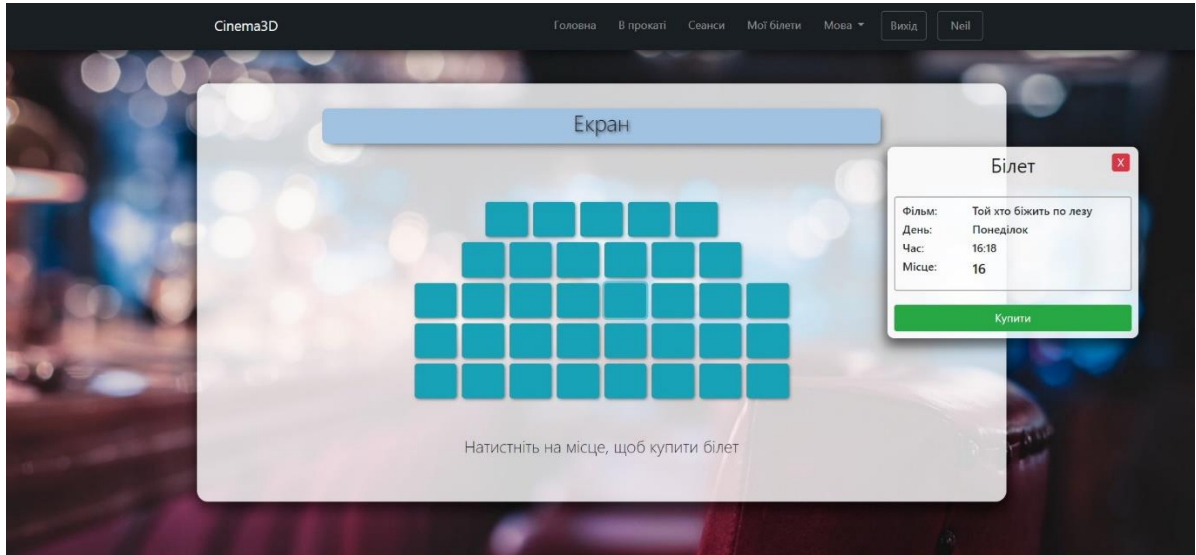 Cinema3D Головна В прокаті Сеанси Мої білети Мова Вихід Neil
Екран
Білет X
Фільм: Той хто біжить по лезу
День: Понеділок
Час: 16:18
Місце: 16
Купити
Натистніть на місце, щоб купити білет